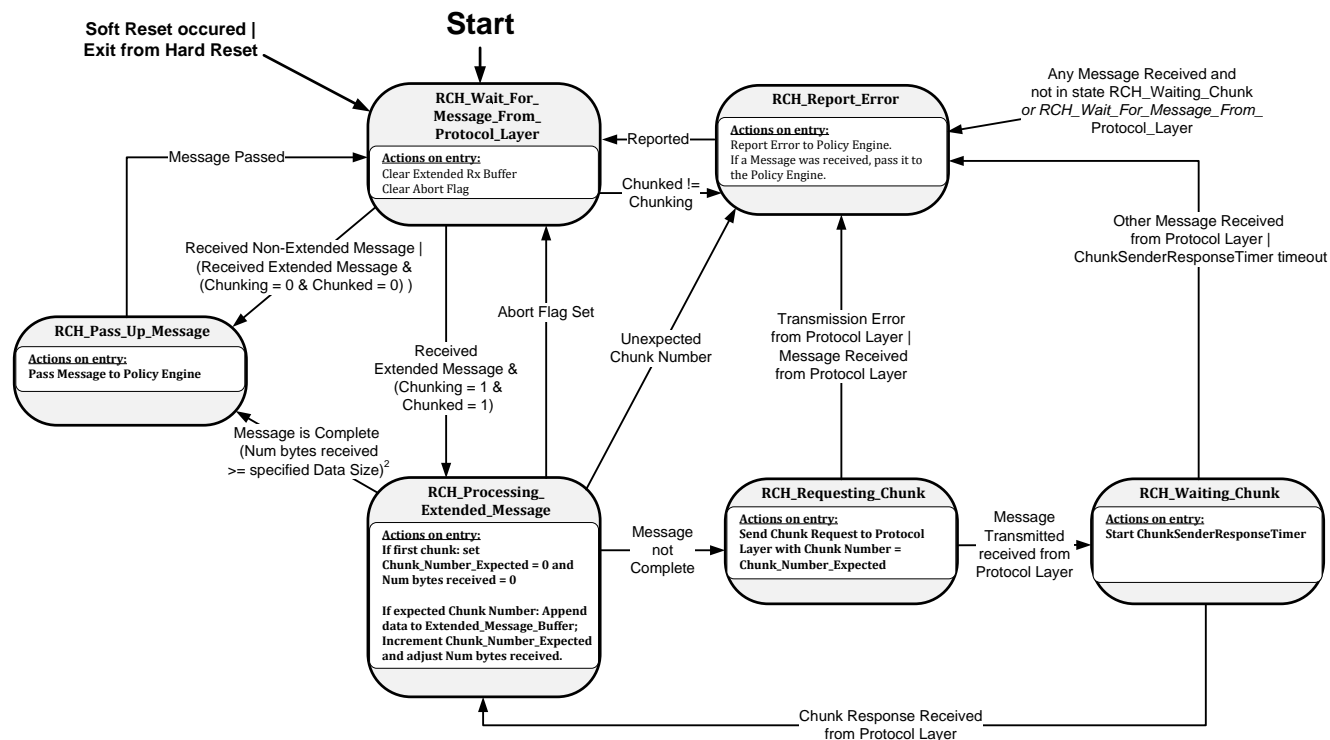 Soft Reset occured |
Exit from Hard Reset
Start
RCH_Wait_For_
Message_From_
Protocol_Layer
Actions on entry:
Clear Extended Rx Buffer
Clear Abort Flag
Reported
Chunked !=
Chunking
RCH_Report_Error
Actions on entry:
Report Error to Policy Engine.
If a Message was received, pass it to
the Policy Engine.
Any Message Received and
not in state RCH_Waiting_Chunk
or RCH_Wait_For_Message_From_
Protocol_Layer
Message Passed
Received Non-Extended Message |
(Received Extended Message &
(Chunking = 0 & Chunked = 0) )
RCH_Pass_Up_Message
Actions on entry:
Pass Message to Policy Engine
Received
Extended Message &
(Chunking = 1 &
Chunked = 1)
Abort Flag Set
Unexpected
Chunk Number
Transmission Error
from Protocol Layer |
Message Received
from Protocol Layer
Other Message Received
from Protocol Layer |
ChunkSenderResponseTimer timeout
Message is Complete
(Num bytes received
>= specified Data Size)2
RCH_Processing_
Extended_Message
Actions on entry:
If first chunk: set
Chunk_Number_Expected = 0 and
Num bytes received = 0
If expected Chunk Number: Append
data to Extended_Message_Buffer;
Increment Chunk_Number_Expected
and adjust Num bytes received.
Message
not
Complete
RCH_Requesting_Chunk
Actions on entry:
Send Chunk Request to Protocol
Layer with Chunk Number =
Chunk_Number_Expected
Message
Transmitted
received from
Protocol Layer
RCH_Waiting_Chunk
Actions on entry:
Start ChunkSenderResponseTimer
Chunk Response Received
from Protocol Layer